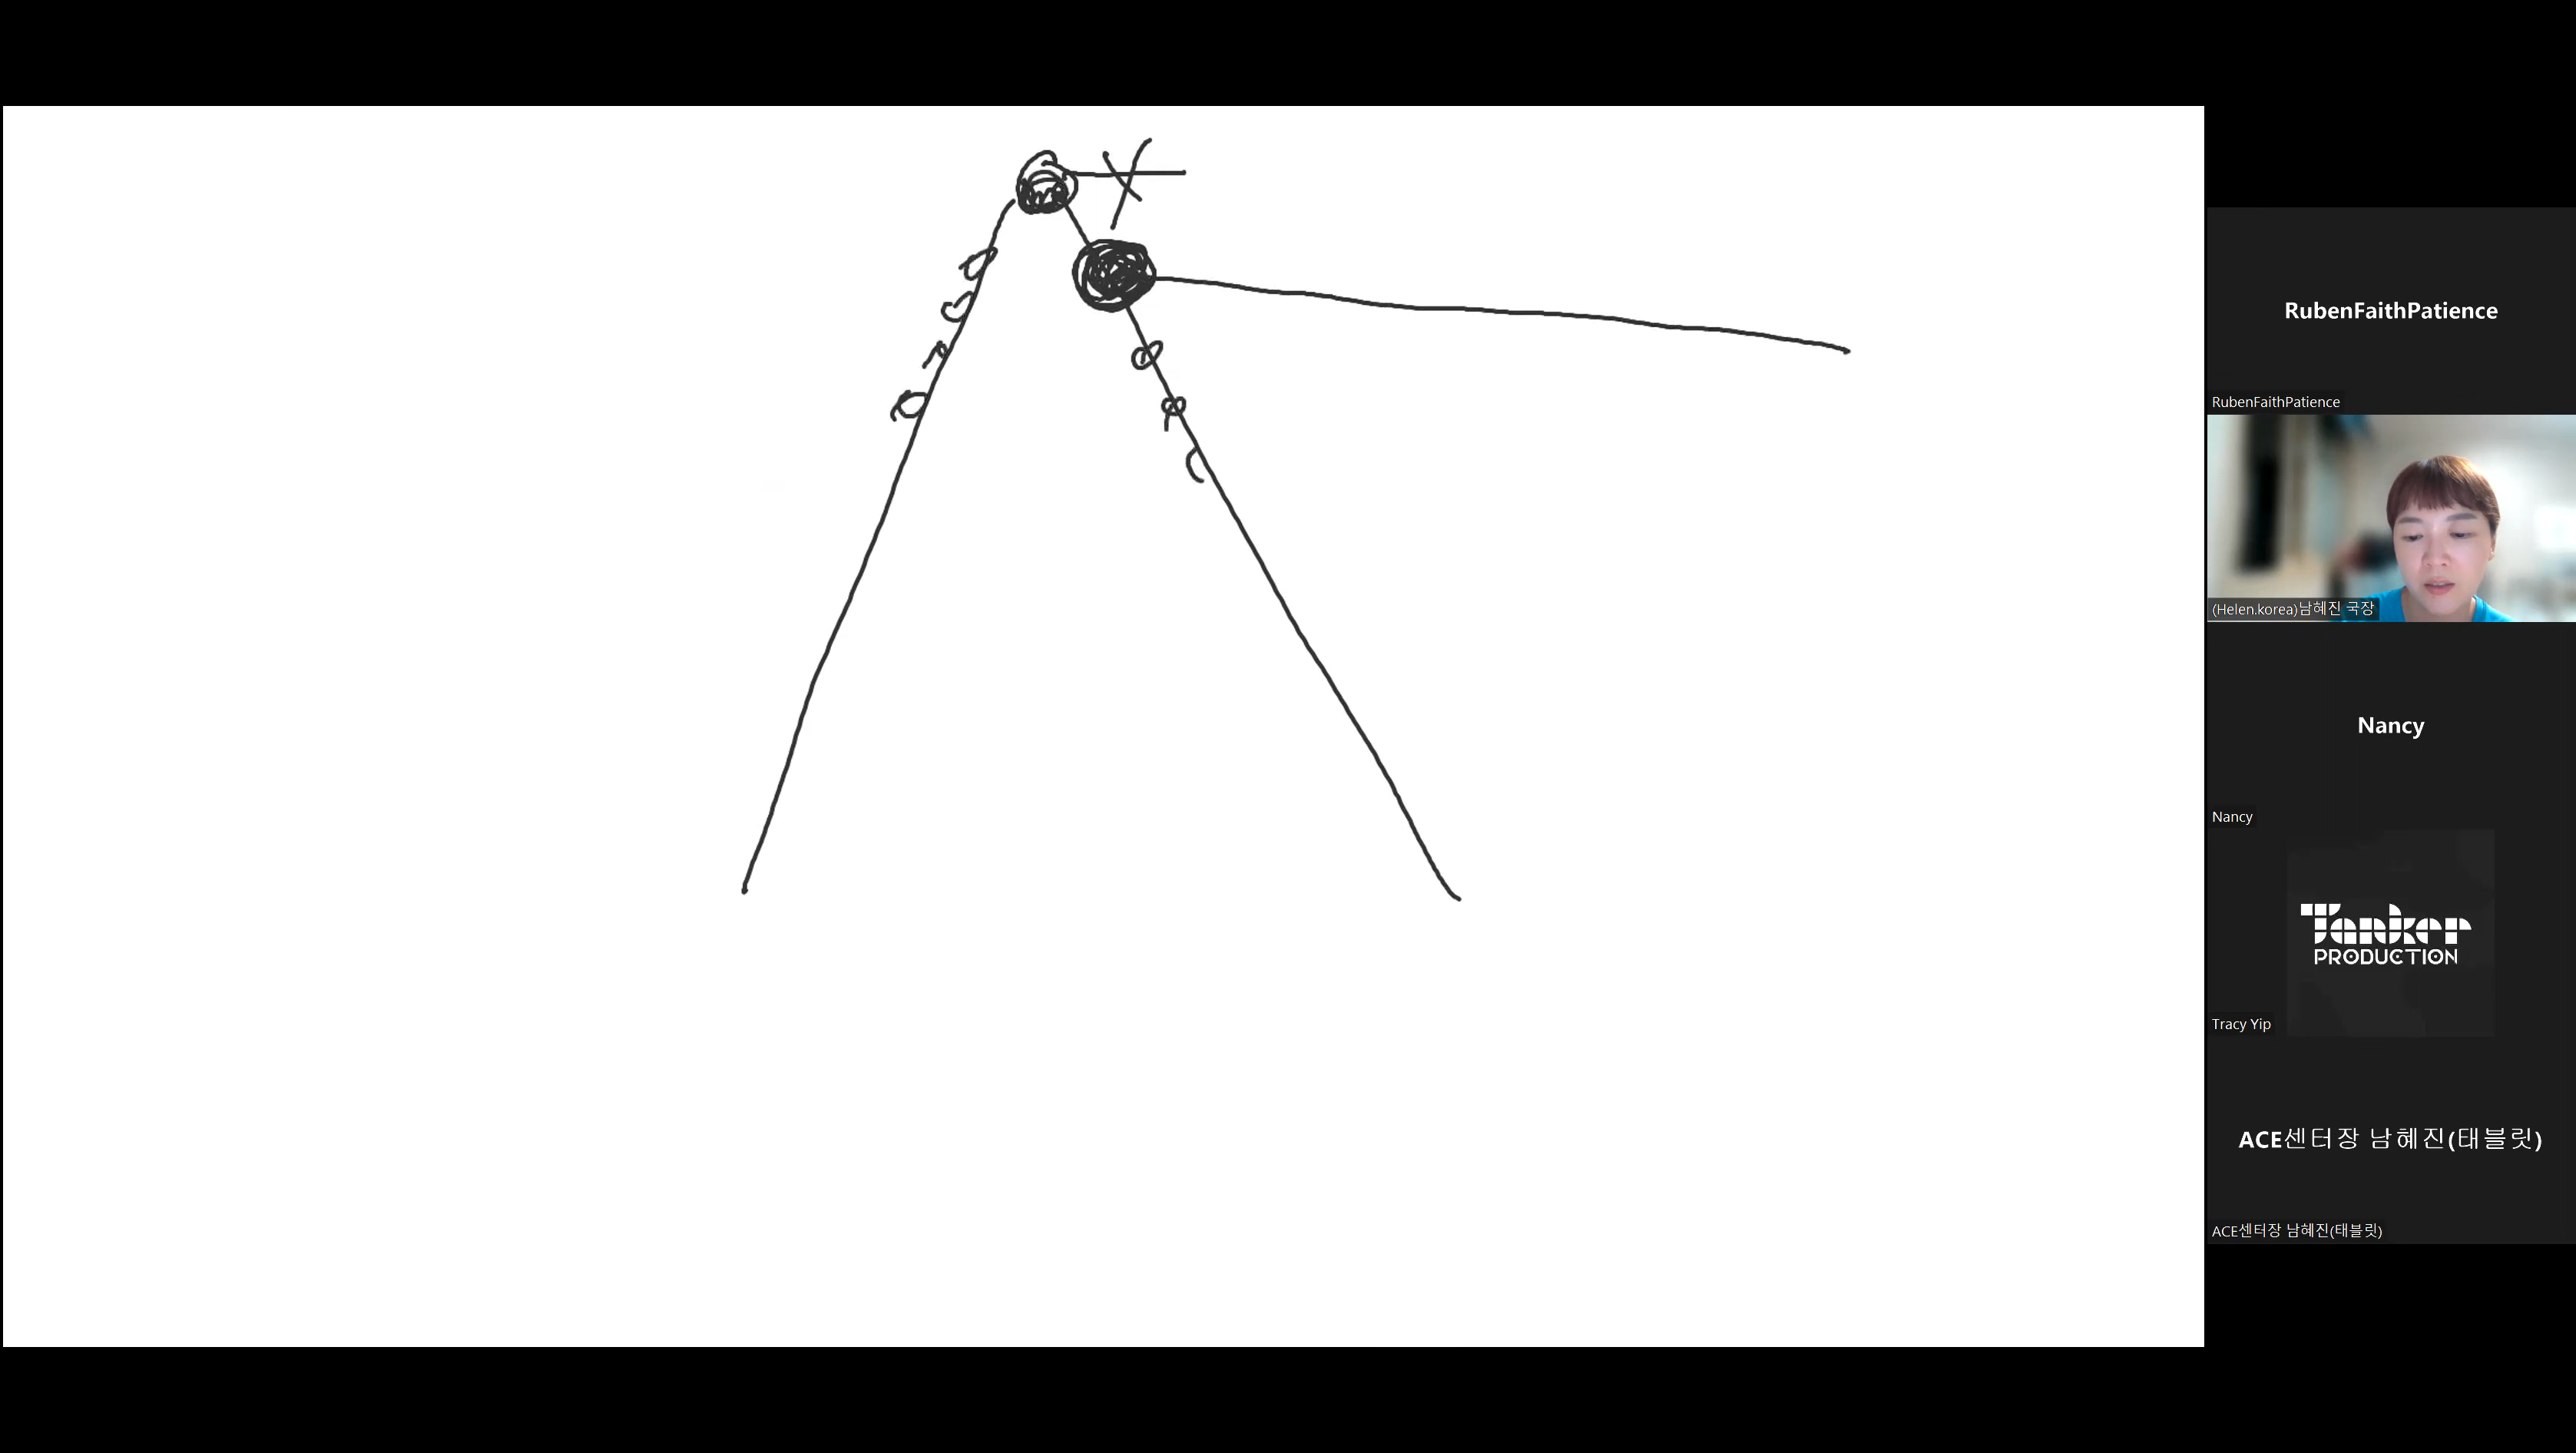 RubenFaithPatience
RubenFaithPatience
(Helen.korea)남혜진 국장
Nancy
Nancy
Tanker
PRODUCTION
Tracy Yip
ACE센터장 남혜진(태블릿)
ACE센터장 남혜진(태블릿)